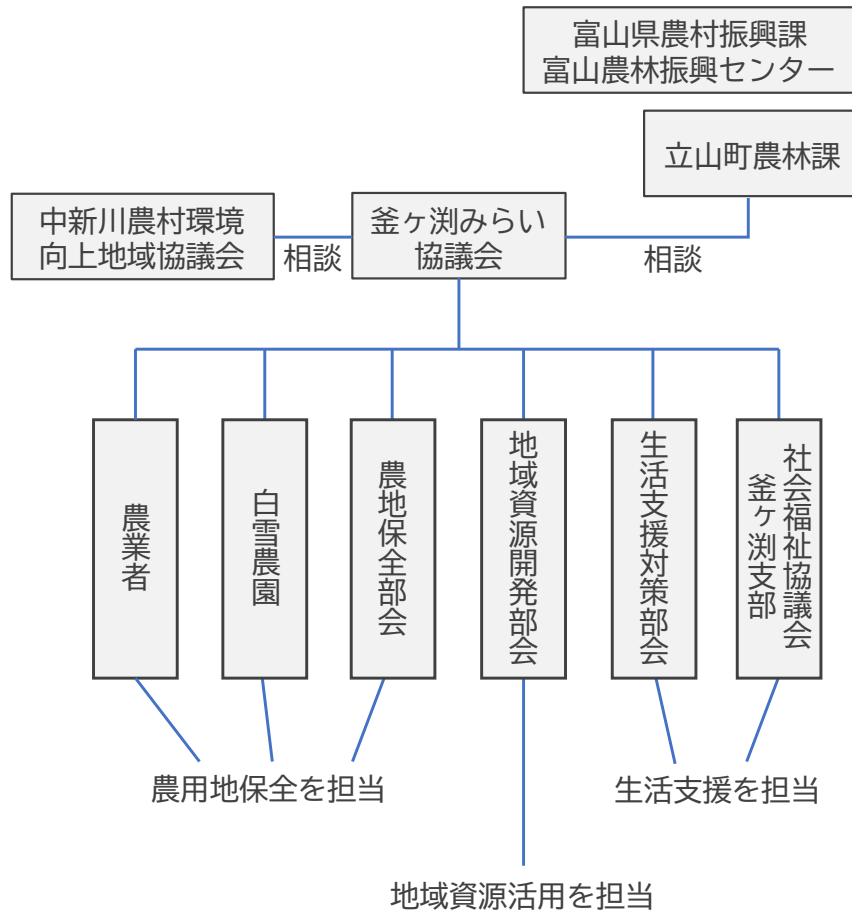 富山県農村振興課
富山農林振興センター
立山町農林課
中新川農村環境
向上地域協議会
相談
釜ヶ渕みらい
協議会
相談
農業者
白雪農園
農地保全部会
地域資源開発部会
生活支援対策部会
社会福祉協議会
釜ヶ渕支部
農用地保全を担当
生活支援を担当
地域資源活用を担当